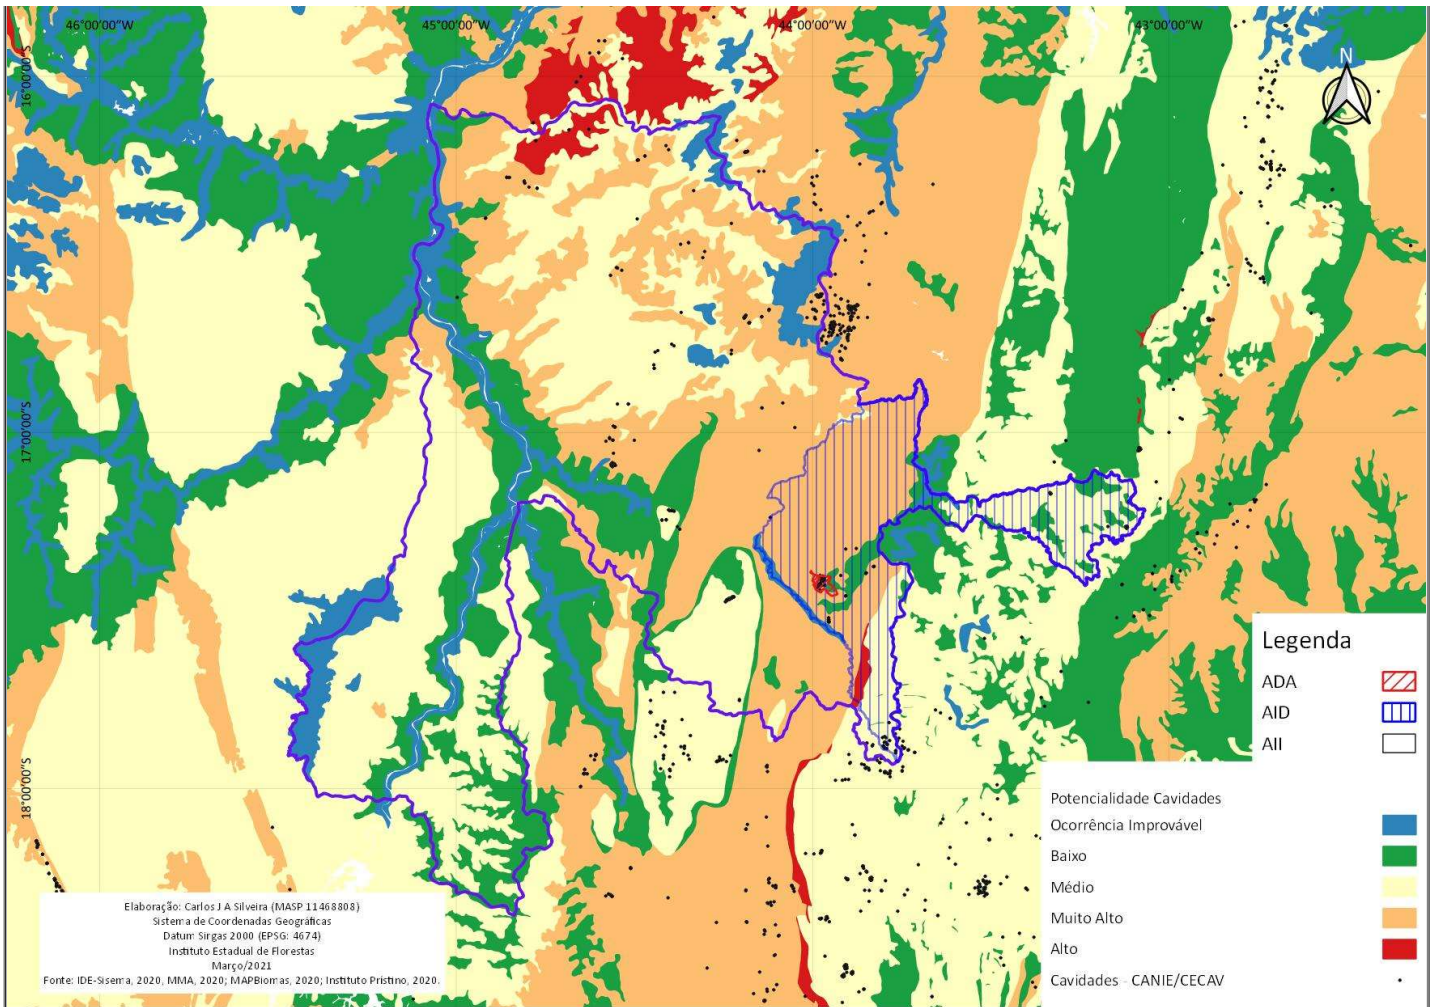 46°00'00"W
45°00'00"W
44°00'00"W
43°00'00"W
16°00'00"S
N
17°00'00"S
18°00'00"S
Legenda
ADA
AID
AII
Potencialidade Cavidades
Ocorrência Improvável
Baixo
Médio
Muito Alto
Alto
Cavidades - CANIE/CECAV
Elaboração: Carlos J A Silveira (MASP 11468808)
Sistema de Coordenadas Geográficas
Datum Sirgas 2000 (EPSG: 4674)
Instituto Estadual de Florestas
Março/2021
Fonte: IDE-Sisema, 2020, MMA, 2020; MAPBiomas, 2020; Instituto Prístino, 2020.